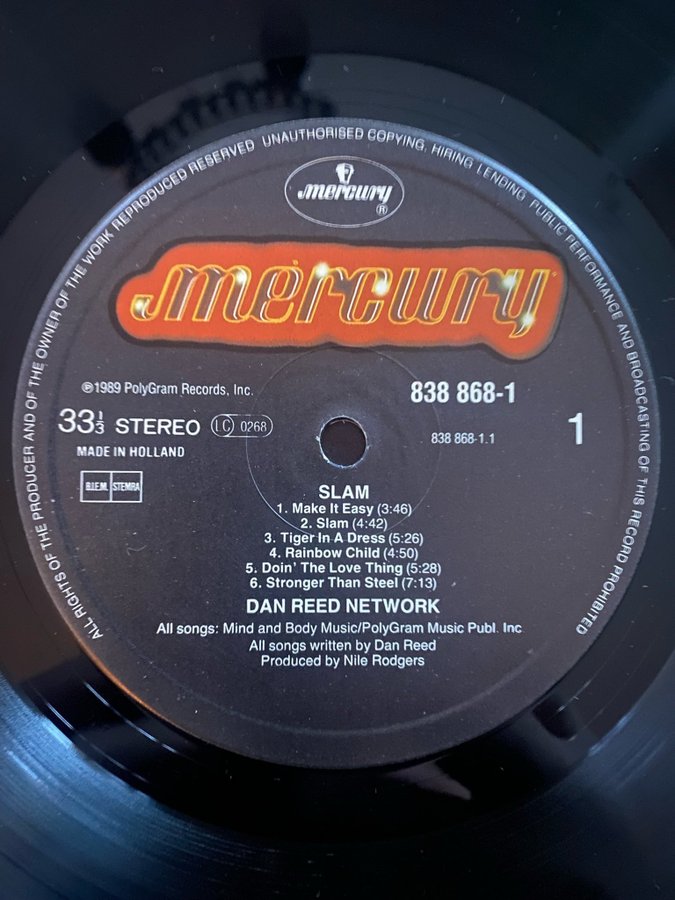 ALL RIGHTS OF THE PRODUCER AND OF THE OWNER OF THE WORK REPRODUCED RESERVED UNAUTHORISED COPYING, HIRING LENDING, PUBLIC PERFORMANCE AND BROADCASTING OF THIS RECORD PROHIBITED
mercury
®
mercury
℗1989 PolyGram Records, Inc.
838 868-1
33 1/3 STEREO LC 0268
838 868-1.1
1
MADE IN HOLLAND
B.I.E.M. STEMRA
SLAM
1. Make It Easy (3:46)
2. Slam (4:42)
3. Tiger In A Dress (5:26)
4. Rainbow Child (4:50)
5. Doin' The Love Thing (5:28)
6. Stronger Than Steel (7:13)
DAN REED NETWORK
All songs: Mind and Body Music/PolyGram Music Publ. Inc
All songs written by Dan Reed
Produced by Nile Rodgers